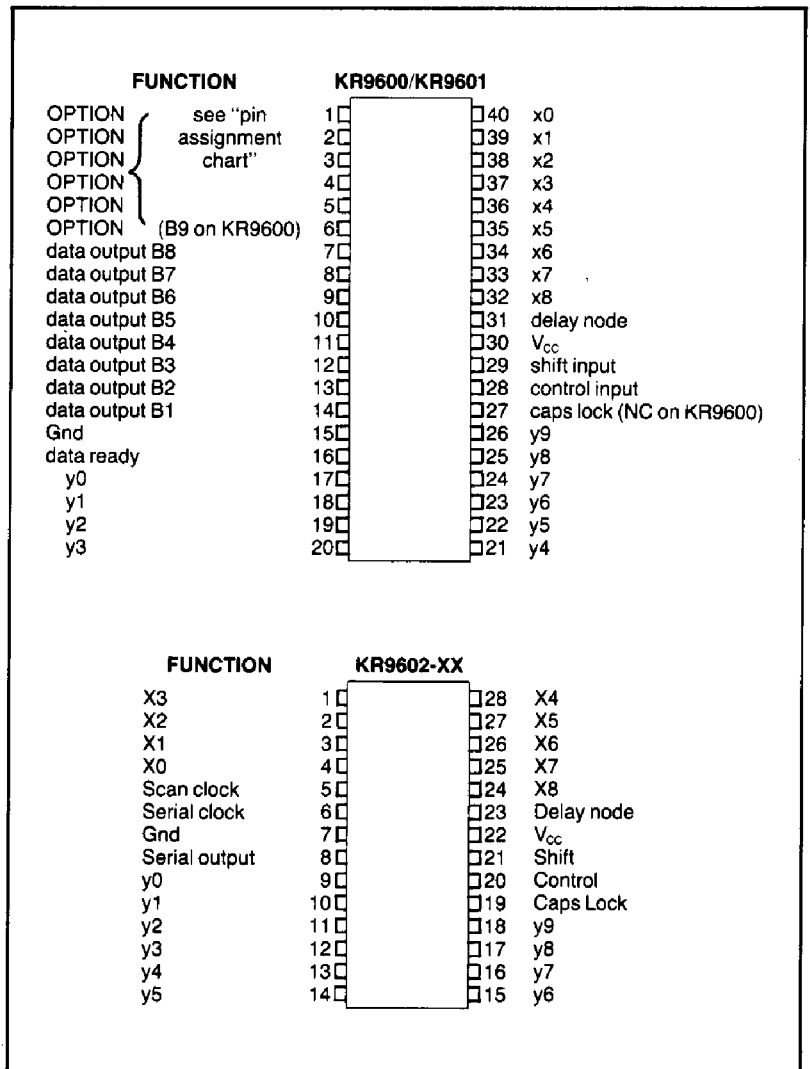 FUNCTION KR9600/KR9601
OPTION see "pin 1 40 x0
OPTION assignment 2 39 x1
OPTION chart" 3 38 x2
OPTION 4 37 x3
OPTION 5 36 x4
OPTION (B9 on KR9600) 6 35 x5
data output B8 7 34 x6
data output B7 8 33 x7
data output B6 9 32 x8
data output B5 10 31 delay node
data output B4 11 30 Vcc
data output B3 12 29 shift input
data output B2 13 28 control input
data output B1 14 27 caps lock (NC on KR9600)
Gnd 15 26 y9
data ready 16 25 y8
y0 17 24 y7
y1 18 23 y6
y2 19 22 y5
y3 20 21 y4
FUNCTION KR9602-XX
X3 1 28 X4
X2 2 27 X5
X1 3 26 X6
X0 4 25 X7
Scan clock 5 24 X8
Serial clock 6 23 Delay node
Gnd 7 22 Vcc
Serial output 8 21 Shift
y0 9 20 Control
y1 10 19 Caps Lock
y2 11 18 y9
y3 12 17 y8
y4 13 16 y7
y5 14 15 y6